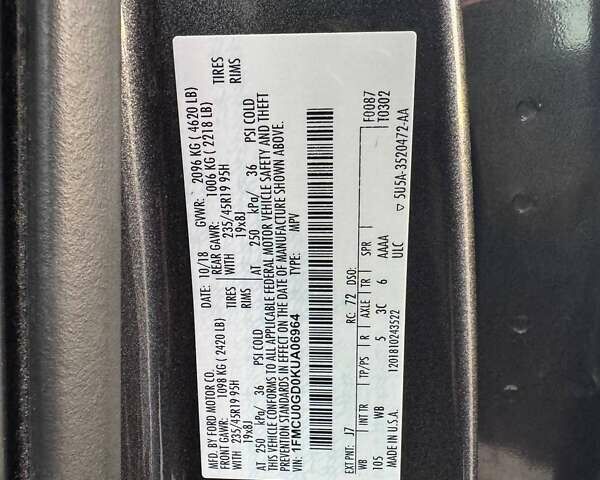 MFD. BY FORD MOTOR CO.
DATE: 10/18 GVWR: 2096 KG ( 4620 LB)
FRONT GAWR: 1098 KG ( 2420 LB) REAR GAWR: 1006 KG ( 2218 LB)
WITH TIRES WITH TIRES
235/45R19 95H RIMS 235/45R19 95H RIMS
19x8J 19x8J
AT 250 kPa/ 36 PSI COLD AT 250 kPa/ 36 PSI COLD
THIS VEHICLE CONFORMS TO ALL APPLICABLE FEDERAL MOTOR VEHICLE SAFETY AND THEFT
PREVENTION STANDARDS IN EFFECT ON THE DATE OF MANUFACTURE SHOWN ABOVE.
VIN: 1FMCU0GD0KUA06964 TYPE: MPV
F0087
T0302
EXT PNT: J7 RC: 72 DSO:
WB INT TR TP/PS R AXLE TR SPR
105 WB 5 3C 6 AAAA
ULC
MADE IN U.S.A. 1201810243522
▽ 5U5A-3520472-AA